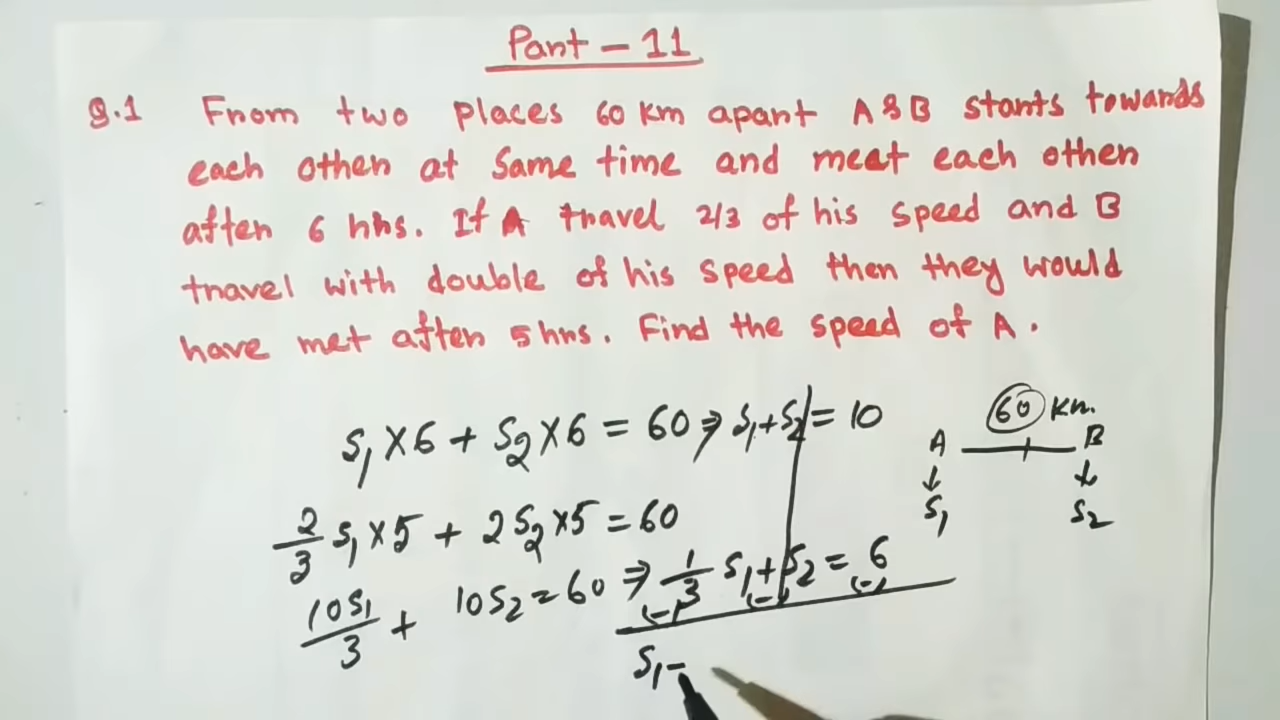 Part - 11
Q.1 From two places 60 km apart A & B starts towards
each other at same time and meet each other
after 6 hrs. If A travel 2/3 of his speed and B
travel with double of his speed then they would
have met after 5 hrs. Find the speed of A.
S₁ × 6 + S₂ × 6 = 60 ⇒ S₁ + S₂ = 10
60 km.
A B
S₁ S₂
2/3 S₁ × 5 + 2S₂ × 5 = 60
10S₁/3 + 10S₂ = 60 ⇒ 1/3 S₁ + S₂ = 6
(-) (-) (-)
S₁ -